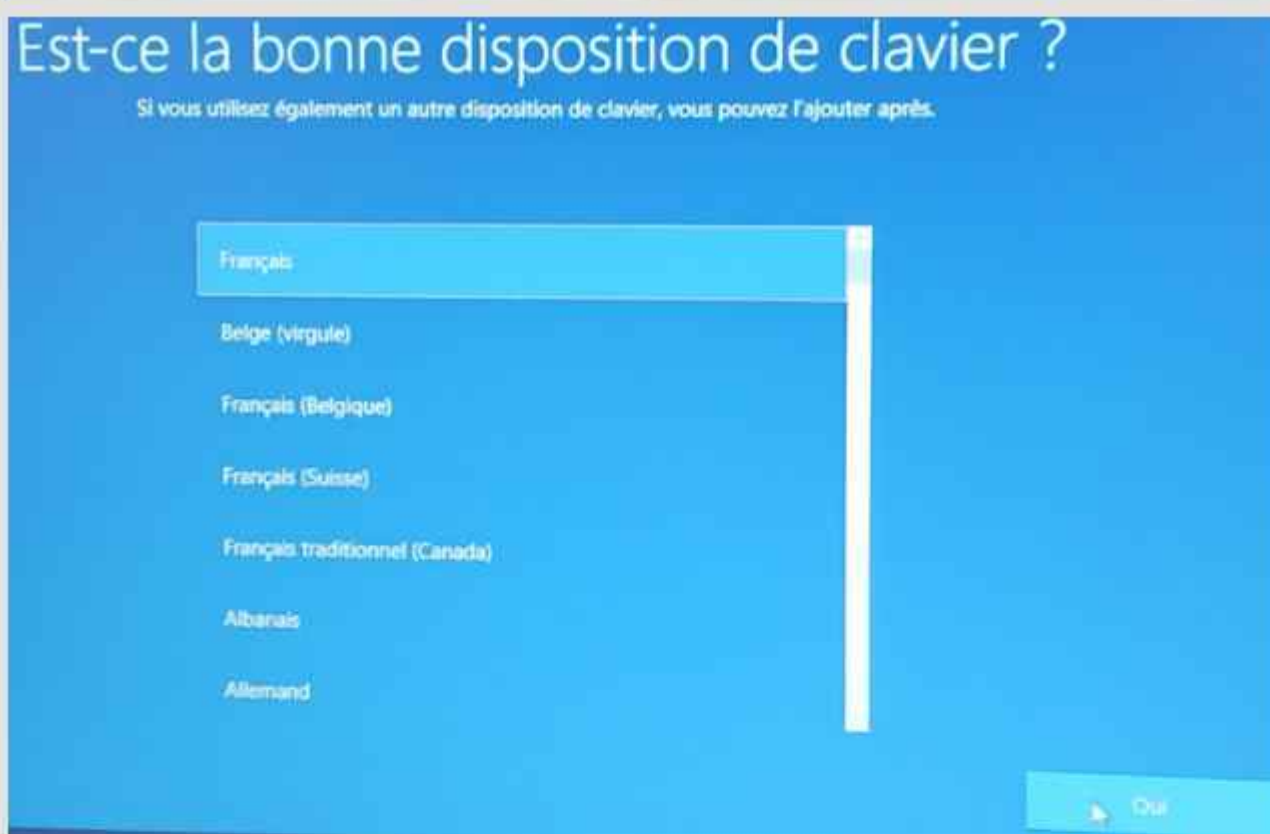 Est-ce la bonne disposition de clavier ?
Si vous utilisez également un autre disposition de clavier, vous pouvez l'ajouter après.
Français
Belge (virgule)
Français (Belgique)
Français (Suisse)
Français traditionnel (Canada)
Albanais
Allemand
Oui